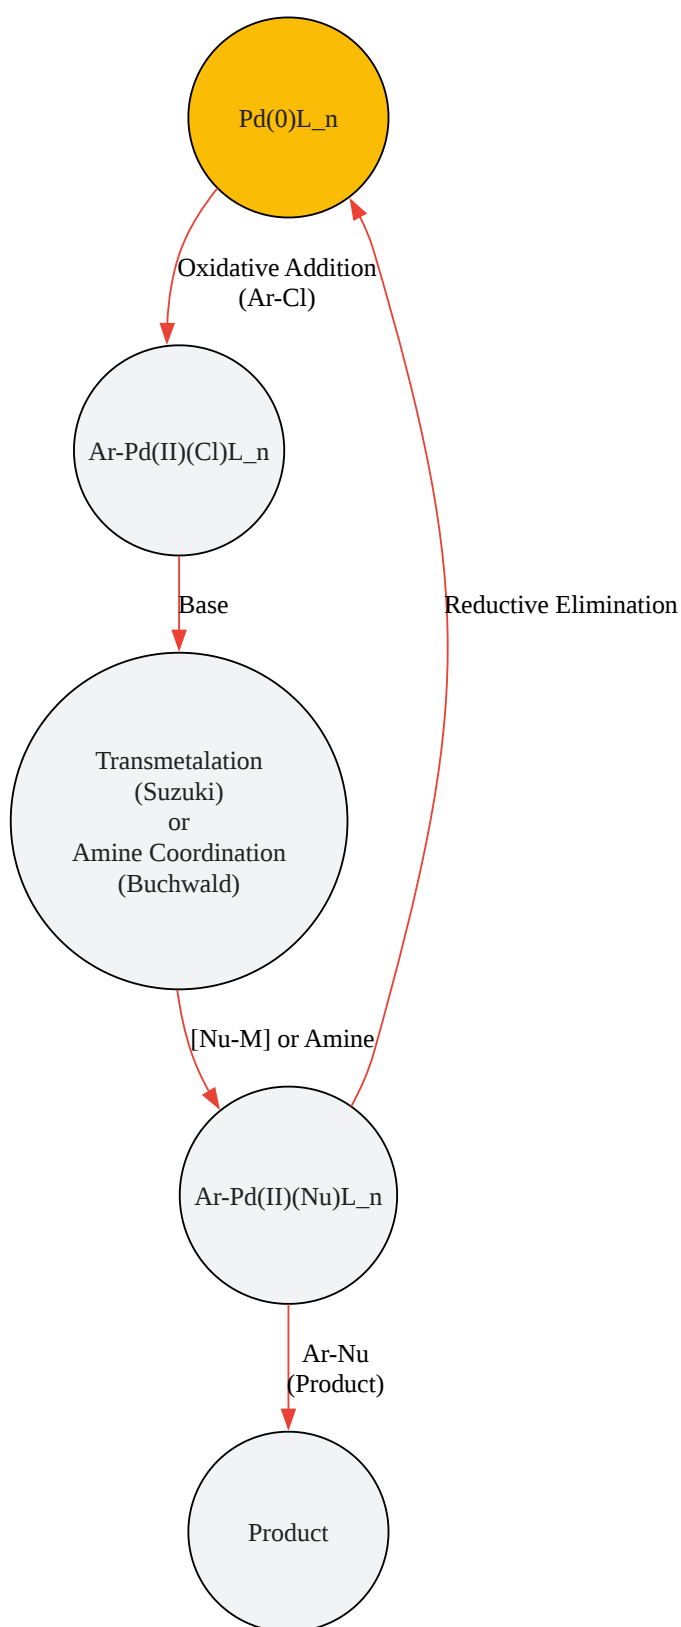 Pd(0)L_n
Oxidative Addition
(Ar-Cl)
Ar-Pd(II)(Cl)L_n
Base
Reductive Elimination
Transmetalation
(Suzuki)
or
Amine Coordination
(Buchwald)
[Nu-M] or Amine
Ar-Pd(II)(Nu)L_n
Ar-Nu
(Product)
Product